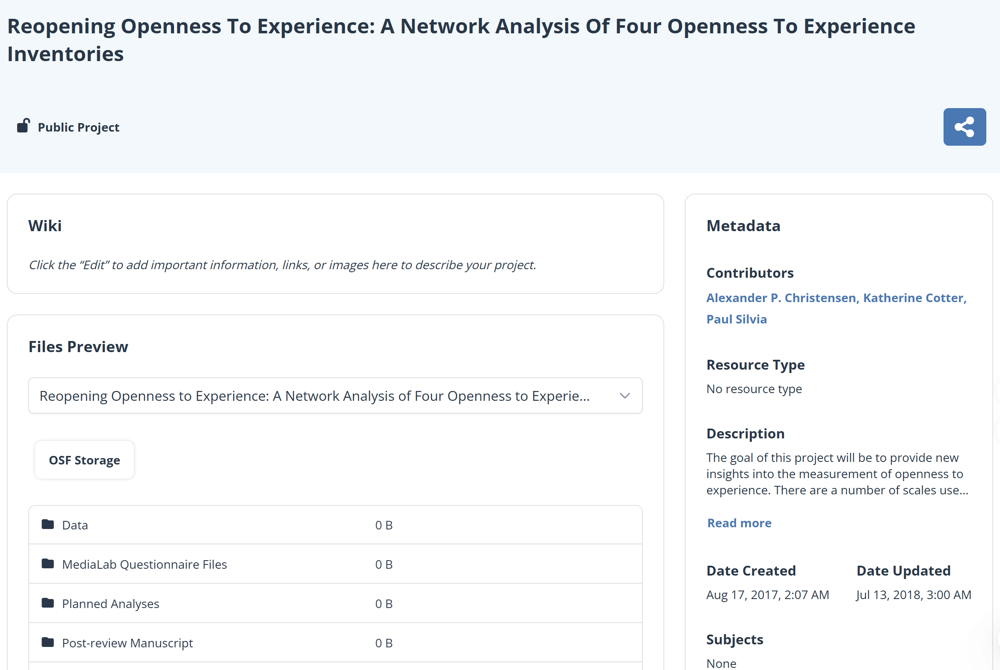 Reopening Openness To Experience: A Network Analysis Of Four Openness To Experience
Inventories
Public Project
Wiki
Click the “Edit” to add important information, links, or images here to describe your project.
Files Preview
Reopening Openness to Experience: A Network Analysis of Four Openness to Experie...
OSF Storage
Data 0 B
MediaLab Questionnaire Files 0 B
Planned Analyses 0 B
Post-review Manuscript 0 B
Metadata
Contributors
Alexander P. Christensen, Katherine Cotter,
Paul Silvia
Resource Type
No resource type
Description
The goal of this project will be to provide new
insights into the measurement of openness to
experience. There are a number of scales use...
Read more
Date Created Date Updated
Aug 17, 2017, 2:07 AM Jul 13, 2018, 3:00 AM
Subjects
None